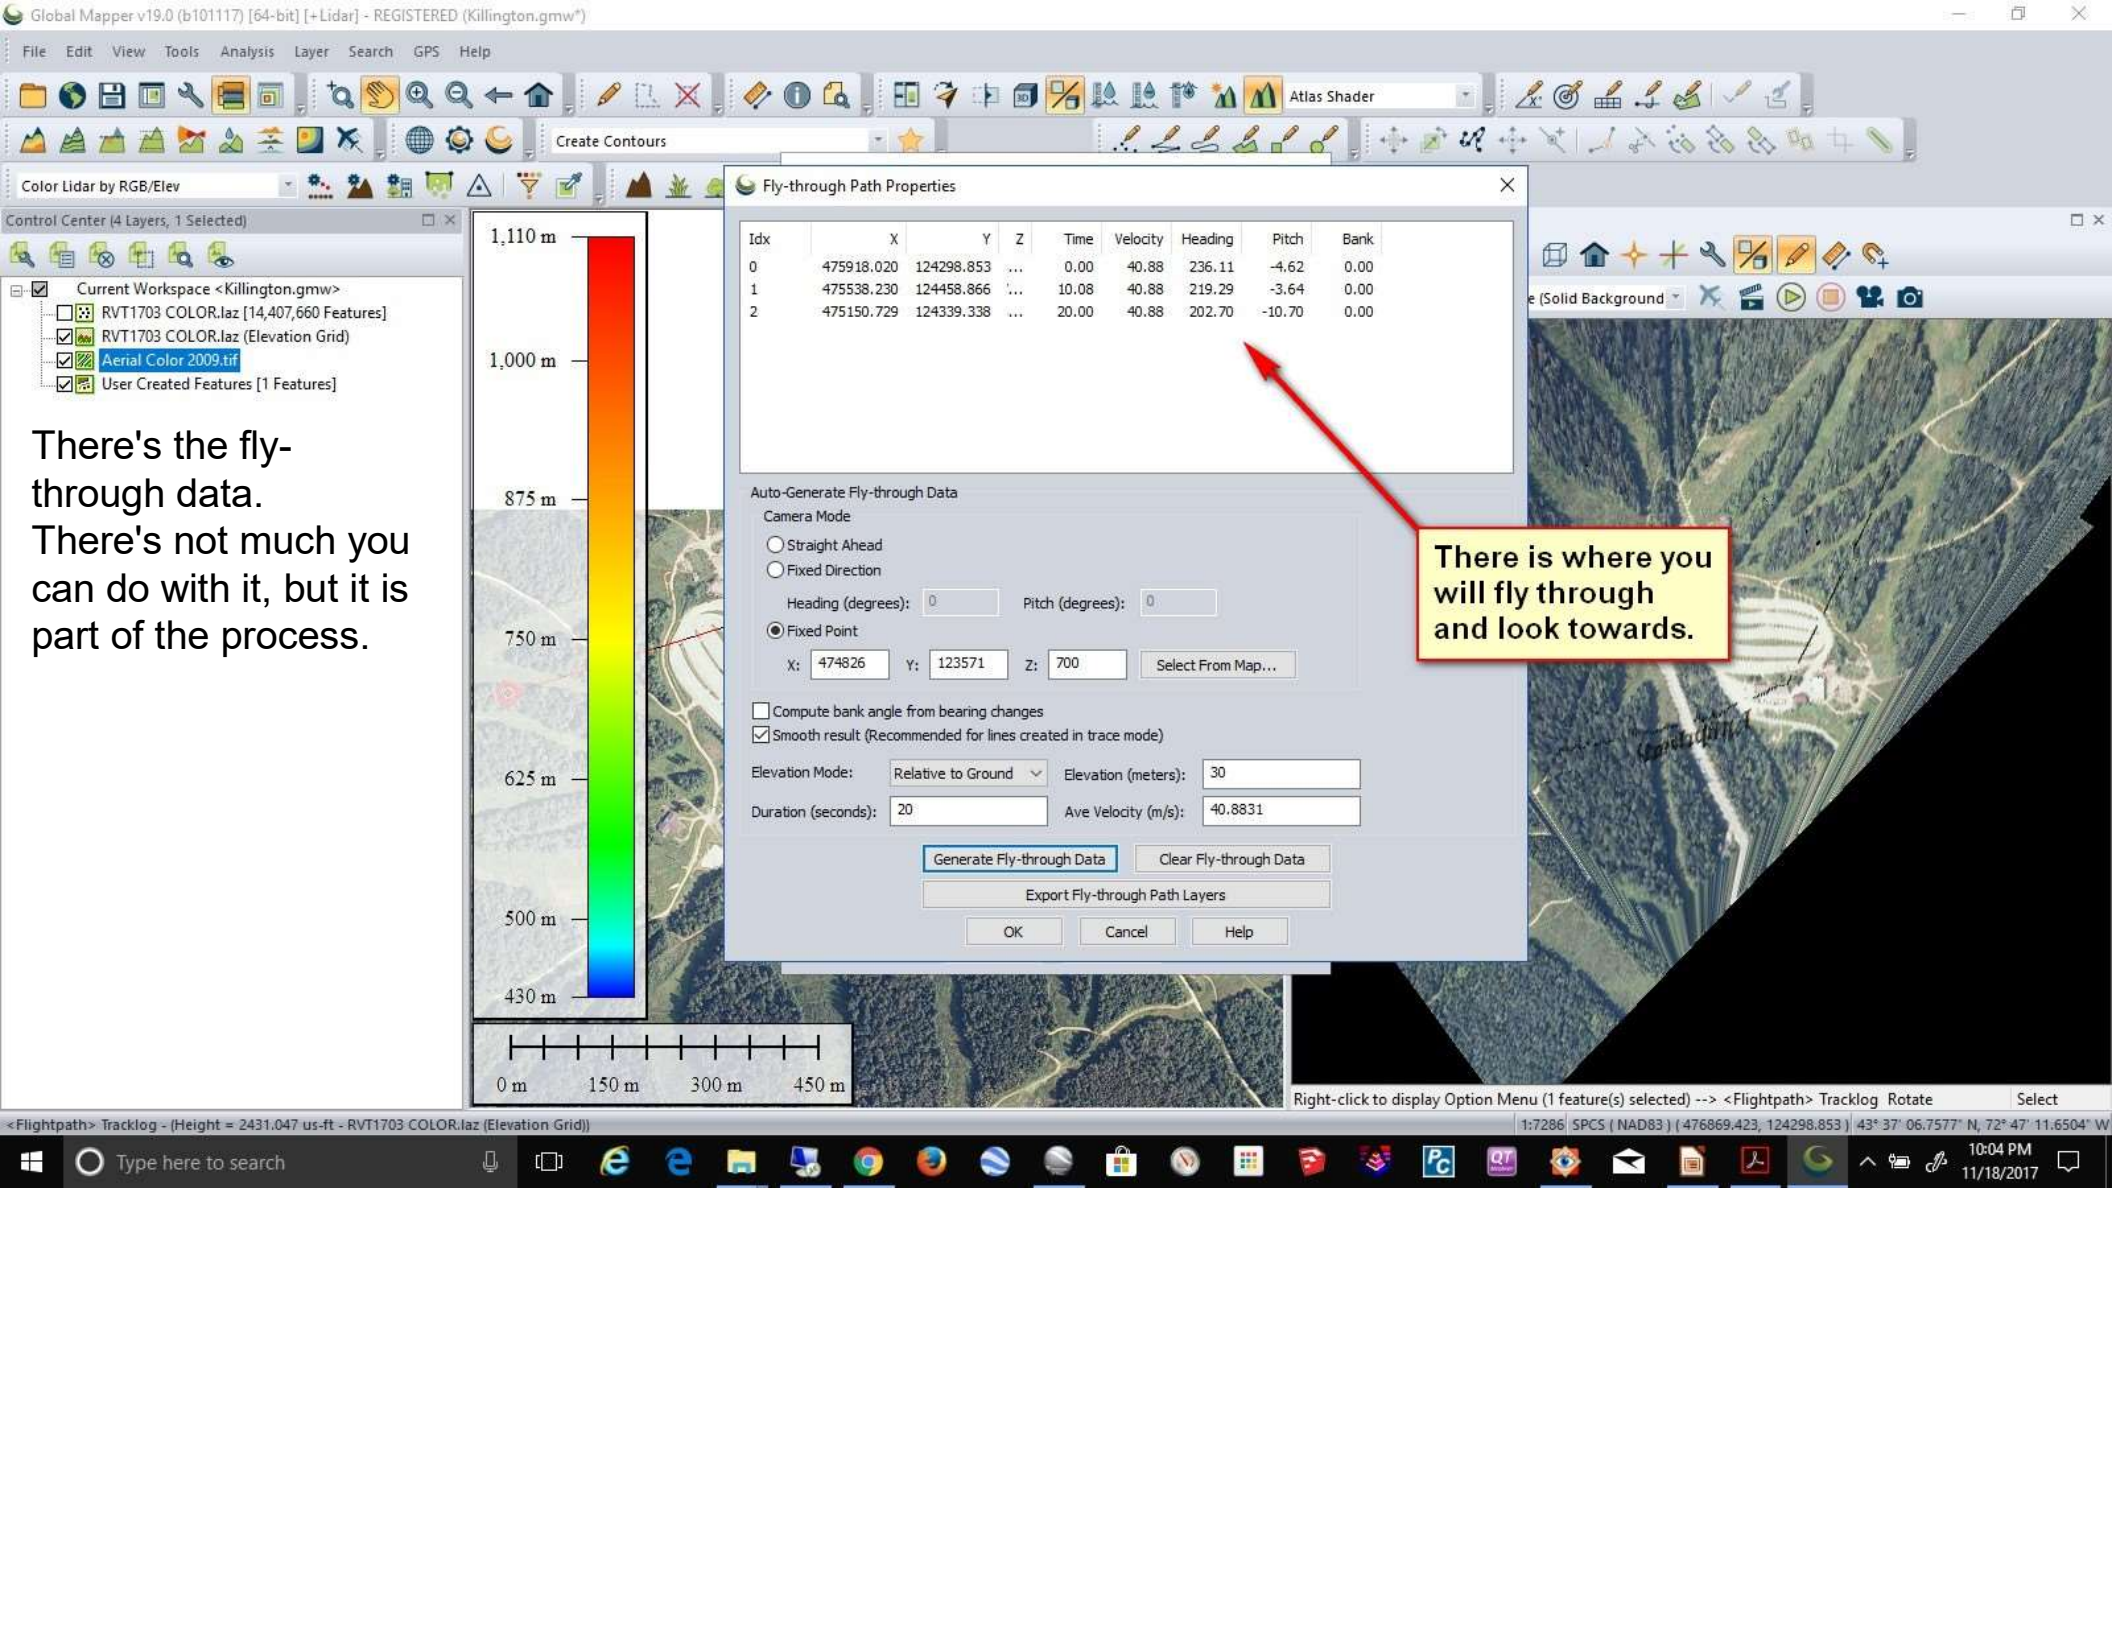 Global Mapper v19.0 (b101117) [64-bit] [+Lidar] - REGISTERED (Killington.gmw*)
File Edit View Tools Analysis Layer Search GPS Help
Atlas Shader
Create Contours
Color Lidar by RGB/Elev
Control Center (4 Layers, 1 Selected)
Current Workspace <Killington.gmw>
RVT1703 COLOR.laz [14,407,660 Features]
RVT1703 COLOR.laz (Elevation Grid)
Aerial Color 2009.tif
User Created Features [1 Features]
There's the fly-
through data.
There's not much you
can do with it, but it is
part of the process.
1,110 m
1,000 m
875 m
750 m
625 m
500 m
430 m
0 m 150 m 300 m 450 m
Fly-through Path Properties
Idx X Y Z Time Velocity Heading Pitch Bank
0 475918.020 124298.853 ... 0.00 40.88 236.11 -4.62 0.00
1 475538.230 124458.866 ... 10.08 40.88 219.29 -3.64 0.00
2 475150.729 124339.338 ... 20.00 40.88 202.70 -10.70 0.00
Auto-Generate Fly-through Data
Camera Mode
Straight Ahead
Fixed Direction
Heading (degrees): 0 Pitch (degrees): 0
Fixed Point
X: 474826 Y: 123571 Z: 700 Select From Map...
Compute bank angle from bearing changes
Smooth result (Recommended for lines created in trace mode)
Elevation Mode: Relative to Ground Elevation (meters): 30
Duration (seconds): 20 Ave Velocity (m/s): 40.8831
Generate Fly-through Data Clear Fly-through Data
Export Fly-through Path Layers
OK Cancel Help
There is where you
will fly through
and look towards.
e (Solid Background
Right-click to display Option Menu (1 feature(s) selected) --> <Flightpath> Tracklog Rotate Select
<Flightpath> Tracklog - (Height = 2431.047 us-ft - RVT1703 COLOR.laz (Elevation Grid))
1:7286 SPCS ( NAD83 ) ( 476869.423, 124298.853 ) 43° 37' 06.7577" N, 72° 47' 11.6504" W
Type here to search
PC
QT
10:04 PM
11/18/2017